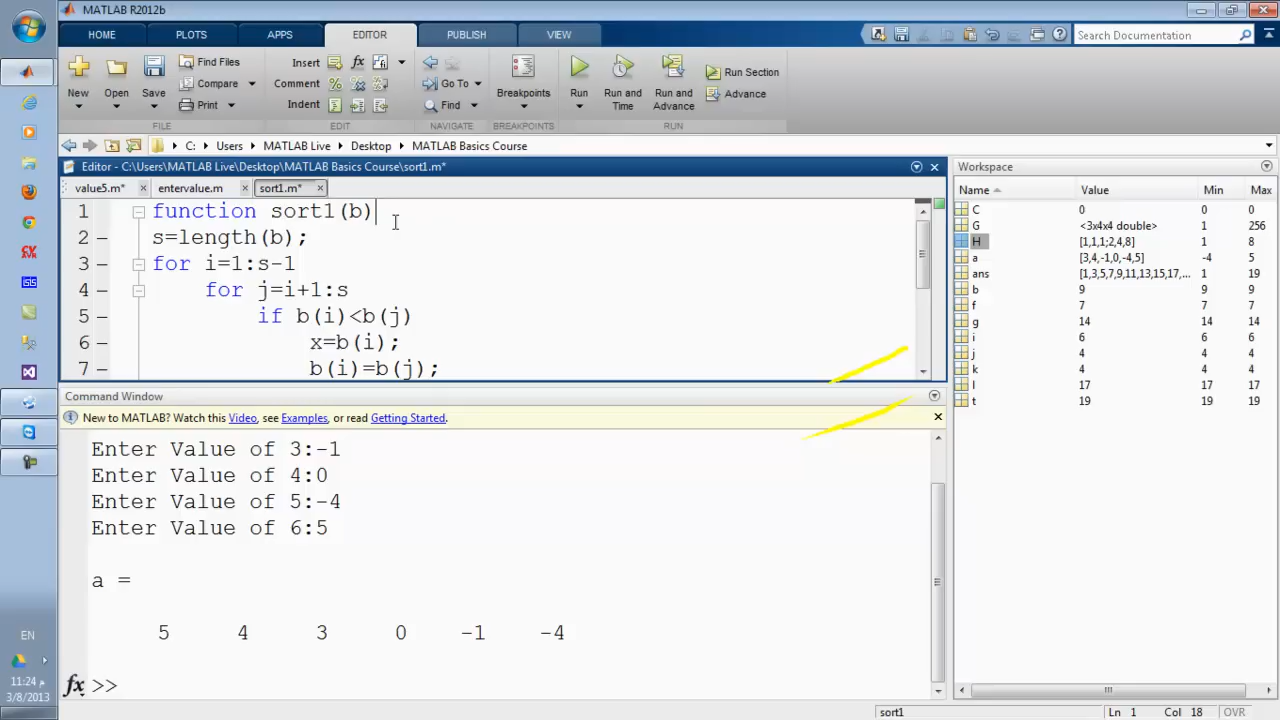 MATLAB R2012b
HOME PLOTS APPS EDITOR PUBLISH VIEW
Search Documentation
New Open Save
Find Files
Compare
Print
FILE
Insert
Comment
Indent
EDIT
Go To
Find
NAVIGATE
Breakpoints
BREAKPOINTS
Run Run and Time Run and Advance
Run Section
Advance
RUN
C: Users MATLAB Live Desktop MATLAB Basics Course
Editor - C:\Users\MATLAB Live\Desktop\MATLAB Basics Course\sort1.m*
value5.m* entervalue.m sort1.m*
1 function sort1(b)
2 – s=length(b);
3 – for i=1:s-1
4 – for j=i+1:s
5 – if b(i)<b(j)
6 – x=b(i);
7 – b(i)=b(j);
Command Window
New to MATLAB? Watch this Video, see Examples, or read Getting Started.
Enter Value of 3:-1
Enter Value of 4:0
Enter Value of 5:-4
Enter Value of 6:5
a =
5 4 3 0 -1 -4
fx >>
Workspace
Name Value Min Max
C 0 0 0
G <3x4x4 double> 1 256
H [1,1,1;2,4,8] 1 8
a [3,4,-1,0,-4,5] -4 5
ans [1,3,5,7,9,11,13,15,17,... 1 19
b 9 9 9
f 7 7 7
g 14 14 14
i 6 6 6
j 4 4 4
k 4 4 4
l 17 17 17
t 19 19 19
EN
11:24 م
3/8/2013
sort1 Ln 1 Col 18 OVR